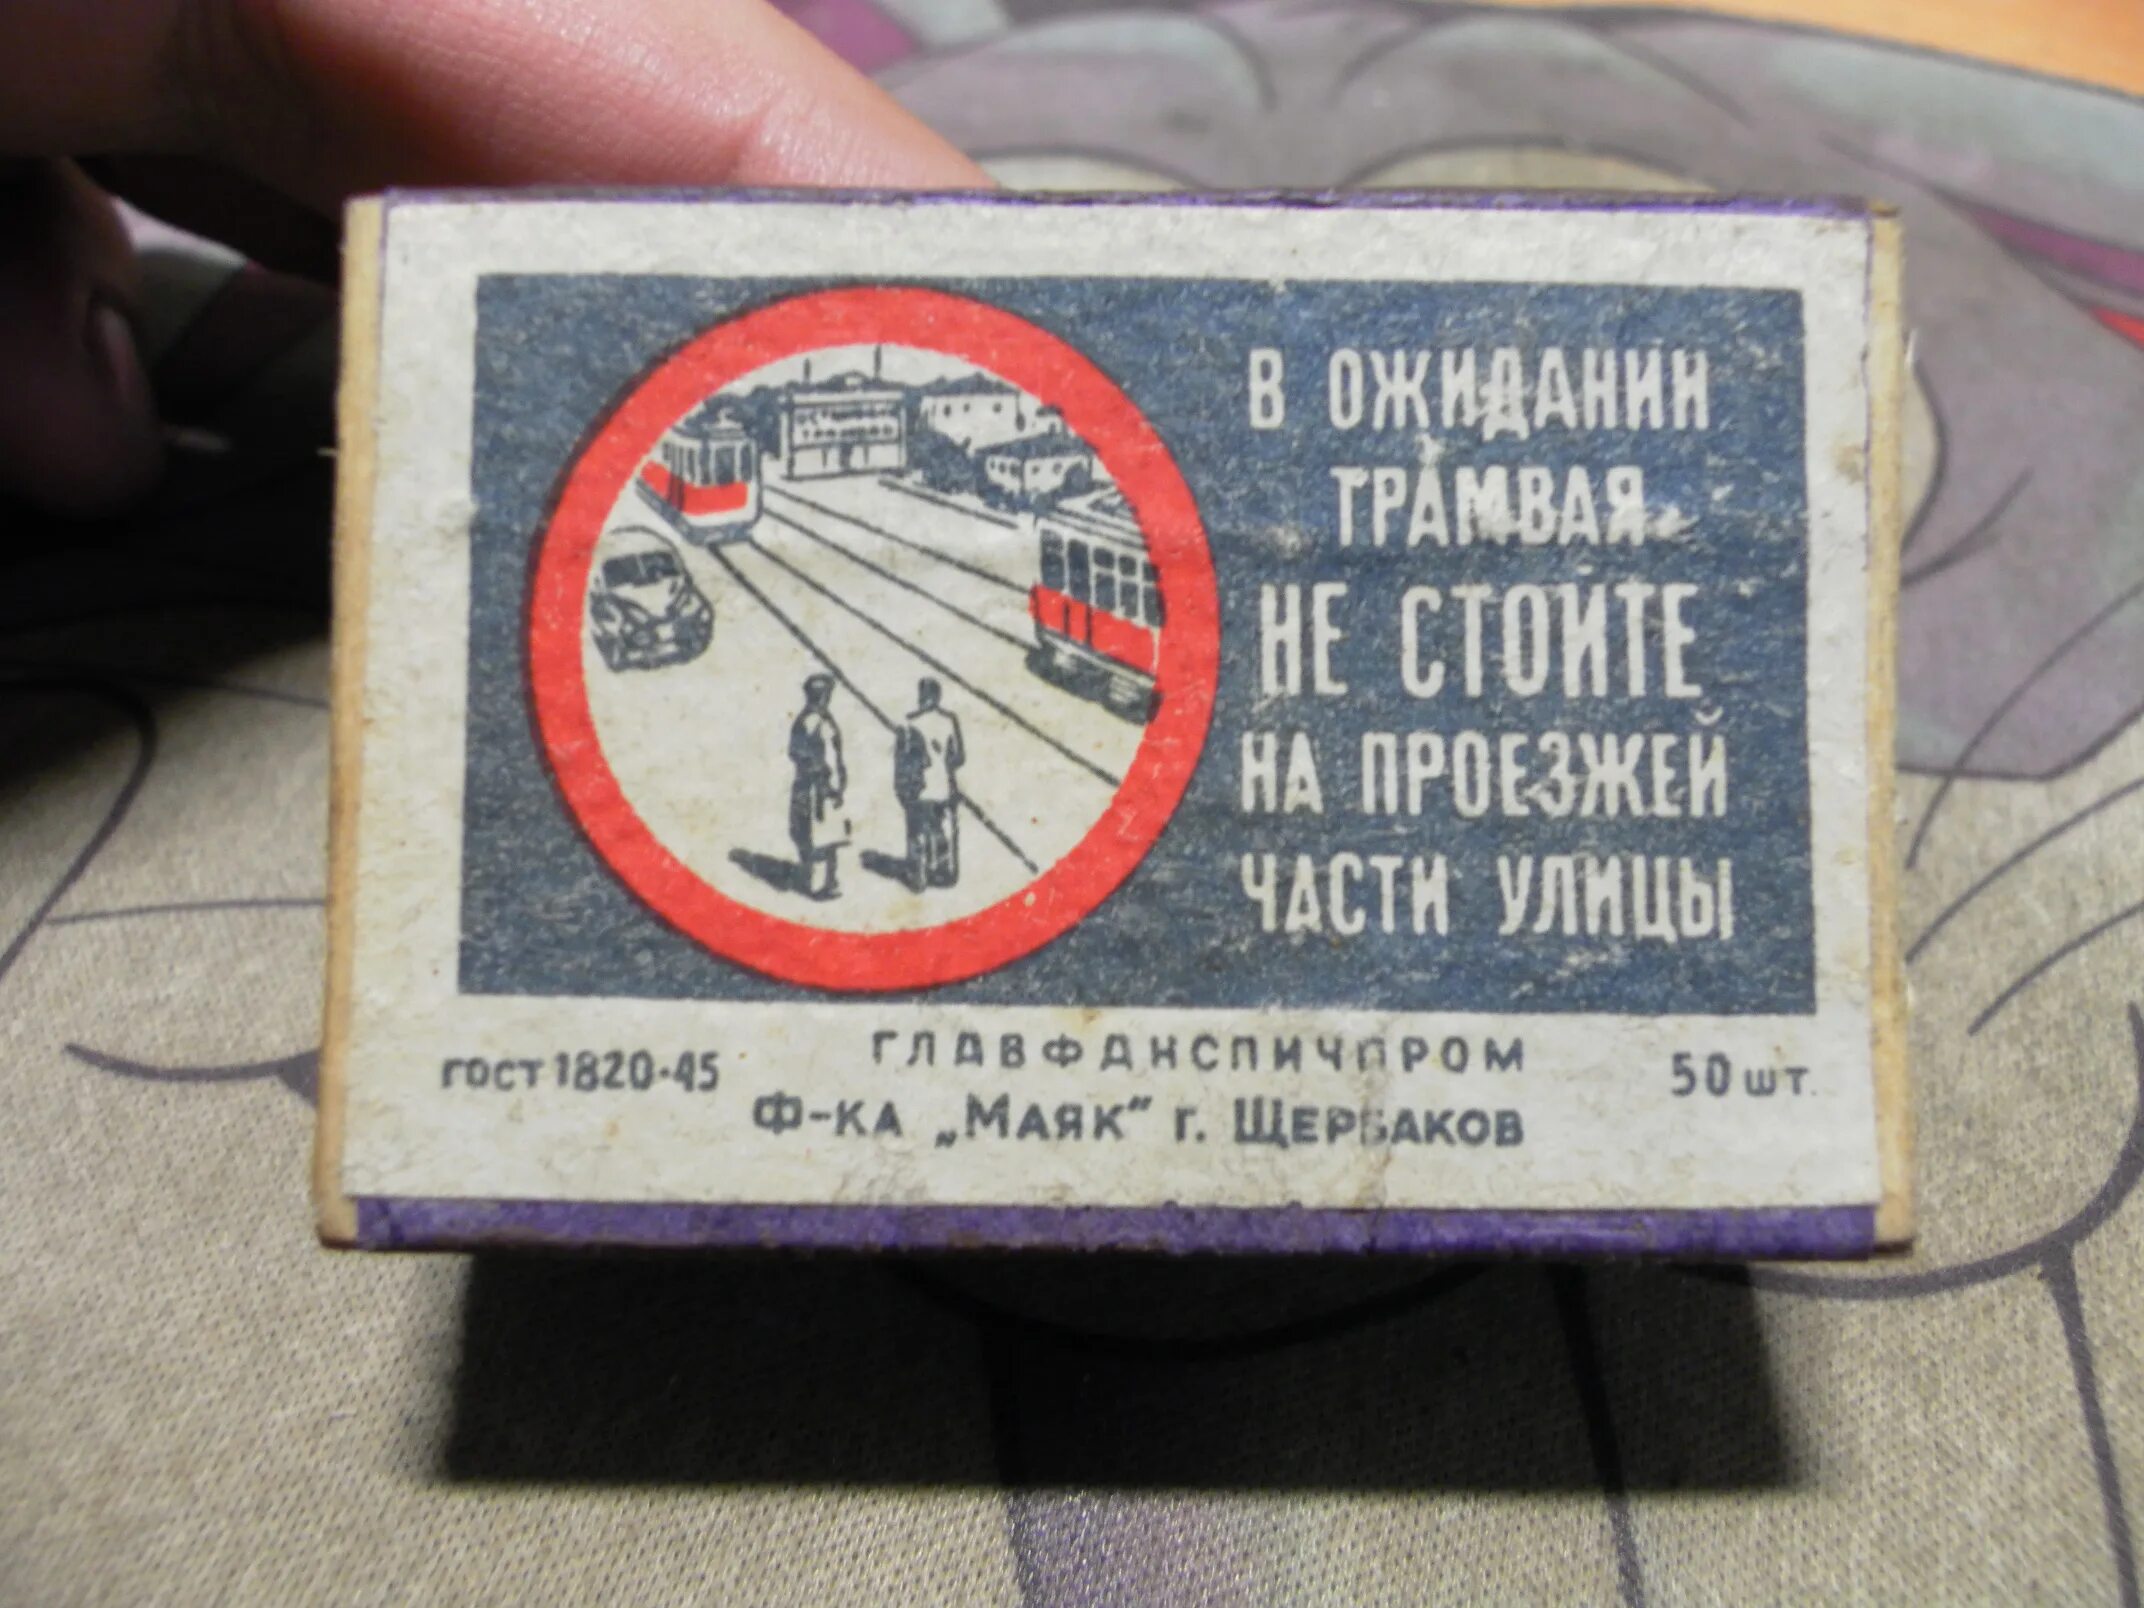 В ОЖИДАНИИ
ТРАМВАЯ
НЕ СТОЙТЕ
НА ПРОЕЗЖЕЙ
ЧАСТИ УЛИЦЫ
ГЛАВФАНСПИЧПРОМ
ГОСТ 1820-45
50 шт.
Ф-КА „МАЯК“ г. ЩЕРБАКОВ